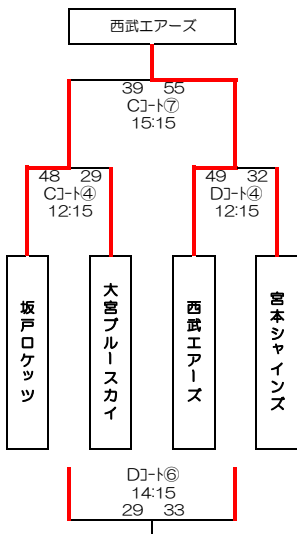 西武エアーズ
39 55
Cコート⑦
15:15
48 29
Cコート④
12:15
49 32
Dコート④
12:15
坂戸ロケッツ
大宮ブルースカイ
西武エアーズ
宮本シャインズ
Dコート⑥
14:15
29 33